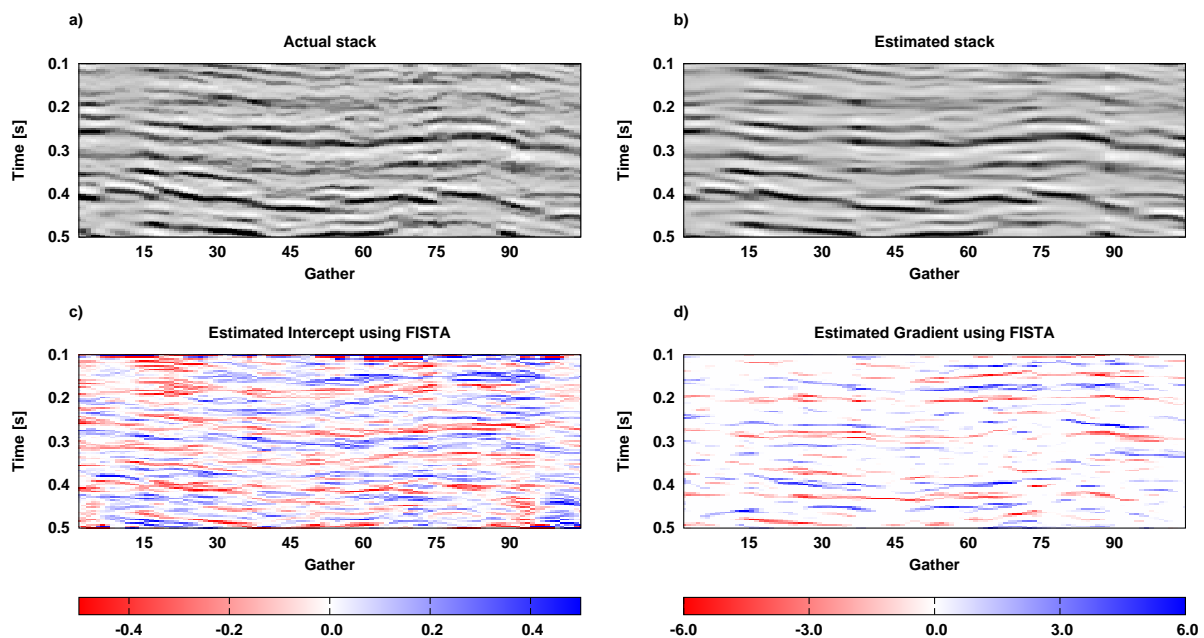 a)
Actual stack
0.1
0.2
0.3
0.4
0.5
Time [s]
15 30 45 60 75 90
Gather
b)
Estimated stack
0.1
0.2
0.3
0.4
0.5
Time [s]
15 30 45 60 75 90
Gather
c)
Estimated Intercept using FISTA
0.1
0.2
0.3
0.4
0.5
Time [s]
15 30 45 60 75 90
Gather
-0.4 -0.2 0.0 0.2 0.4
d)
Estimated Gradient using FISTA
0.1
0.2
0.3
0.4
0.5
Time [s]
15 30 45 60 75 90
Gather
-6.0 -3.0 0.0 3.0 6.0